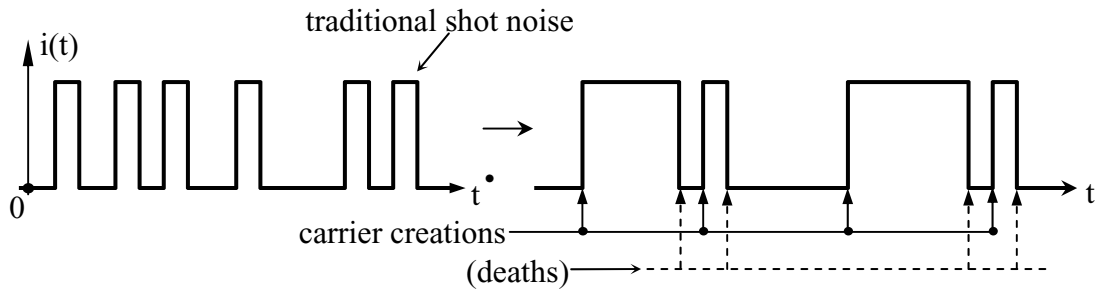 traditional shot noise
i(t)
0
t
t
carrier creations
(deaths)